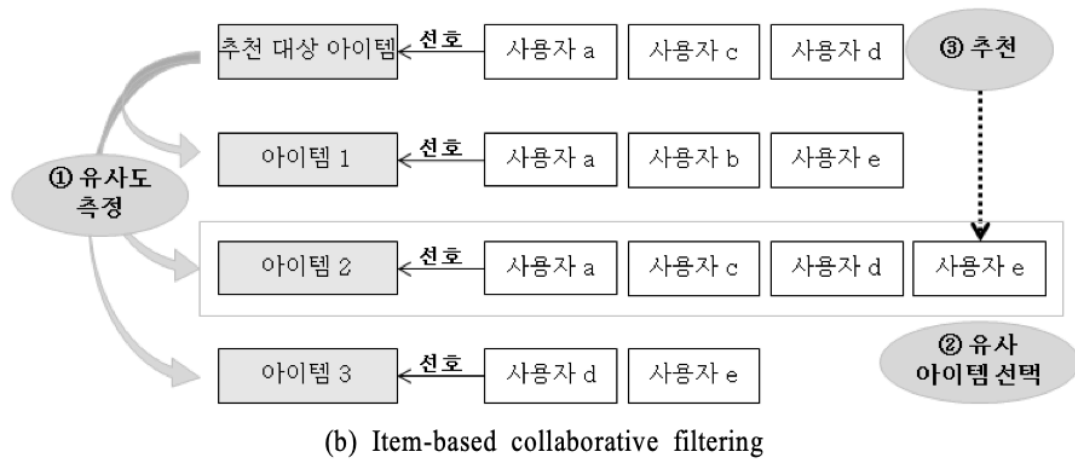 추천 대상 아이템 선호 사용자 a 사용자 c 사용자 d ③ 추천
아이템 1 선호 사용자 a 사용자 b 사용자 e
① 유사도
측정
아이템 2 선호 사용자 a 사용자 c 사용자 d 사용자 e
② 유사
아이템 선택
아이템 3 선호 사용자 d 사용자 e
(b) Item-based collaborative filtering